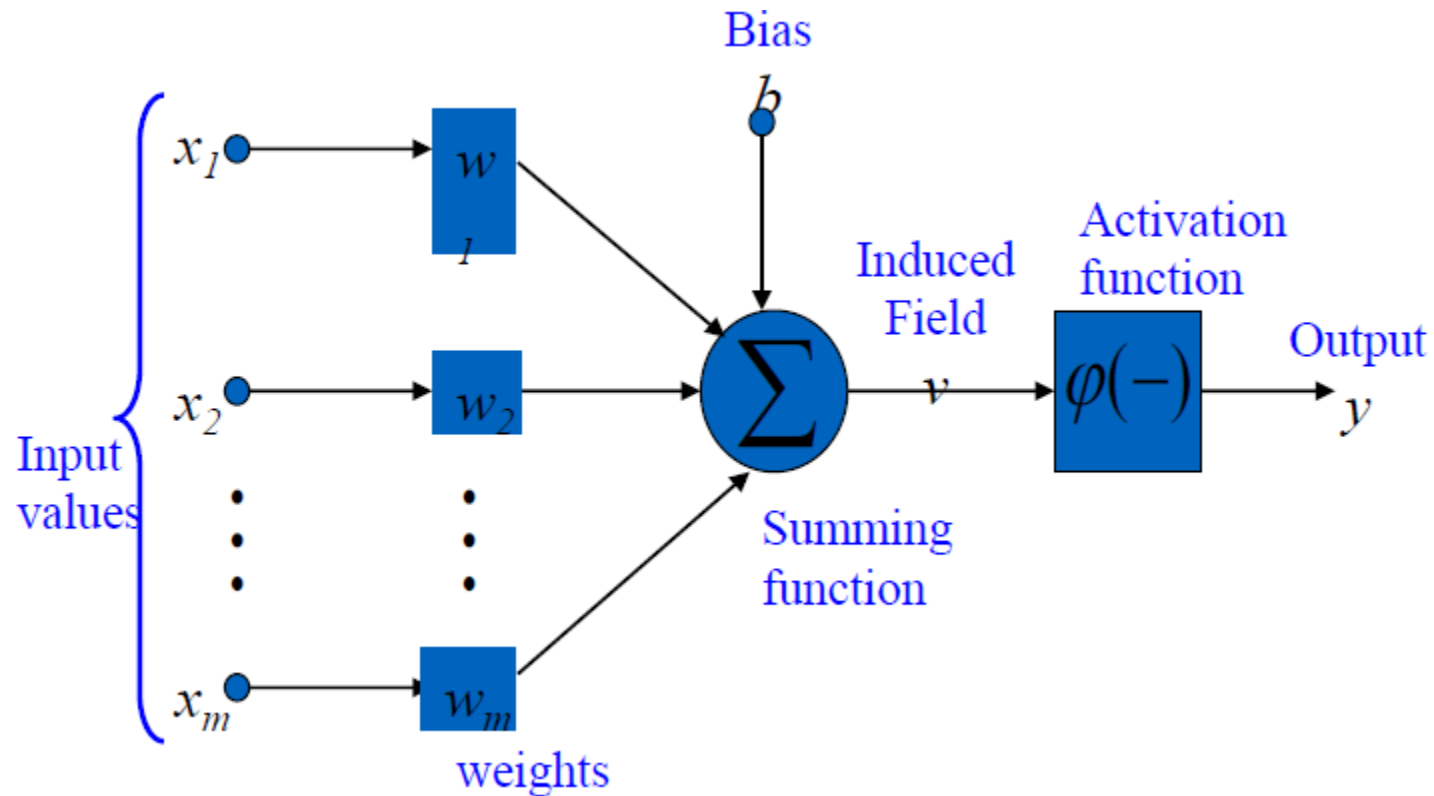 Bias
b
x1
w
1
Induced
Field
Activation
function
Input
values
x2
w2
∑
v
φ(−)
Output
y
Summing
function
xm
wm
weights